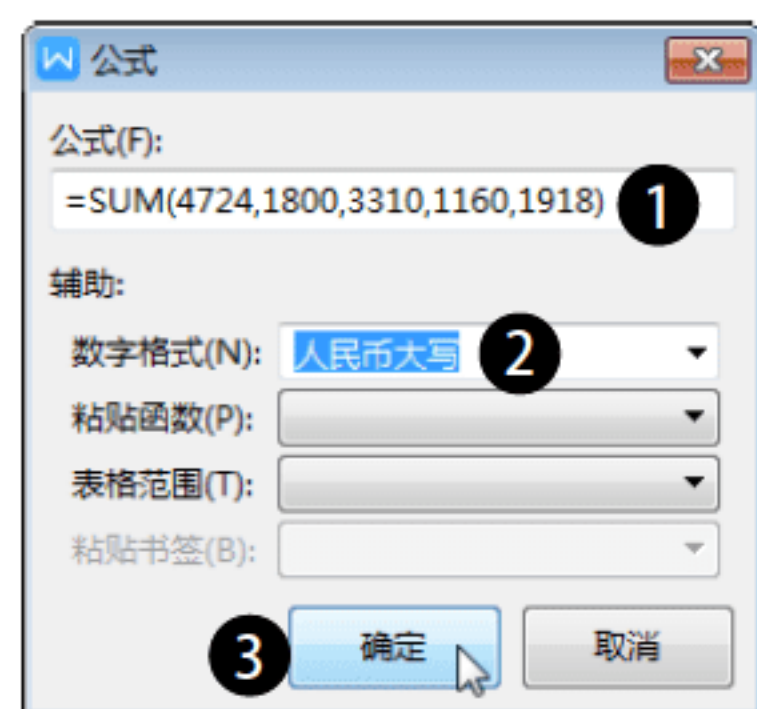 公式
公式(F):
=SUM(4724,1800,3310,1160,1918) 1
辅助:
数字格式(N): 人民币大写 2
粘贴函数(P):
表格范围(T):
粘贴书签(B):
3 确定 取消